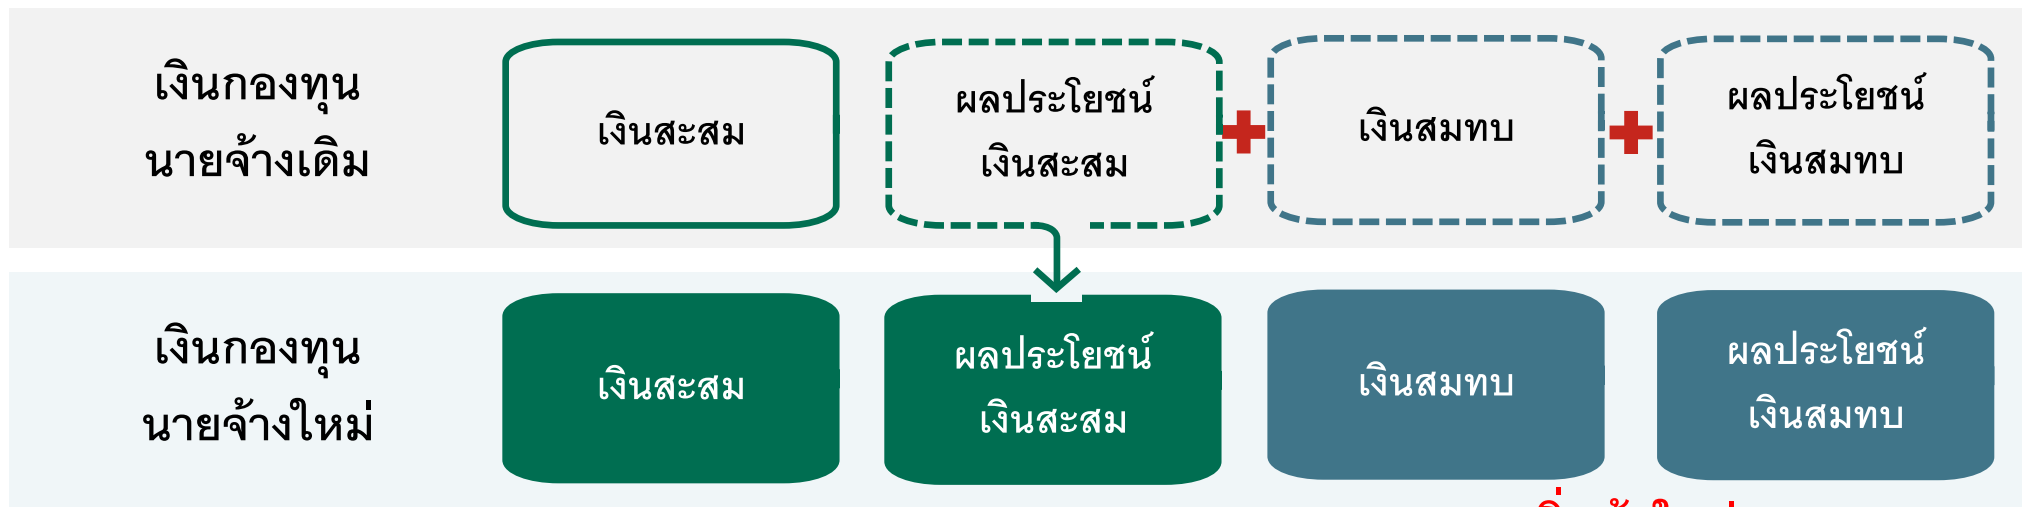 เงินกองทุน
นายจ้างเดิม
เงินสะสม
ผลประโยชน์
เงินสะสม
เงินสมทบ
ผลประโยชน์
เงินสมทบ
เงินกองทุน
นายจ้างใหม่
เงินสะสม
ผลประโยชน์
เงินสะสม
เงินสมทบ
ผลประโยชน์
เงินสมทบ